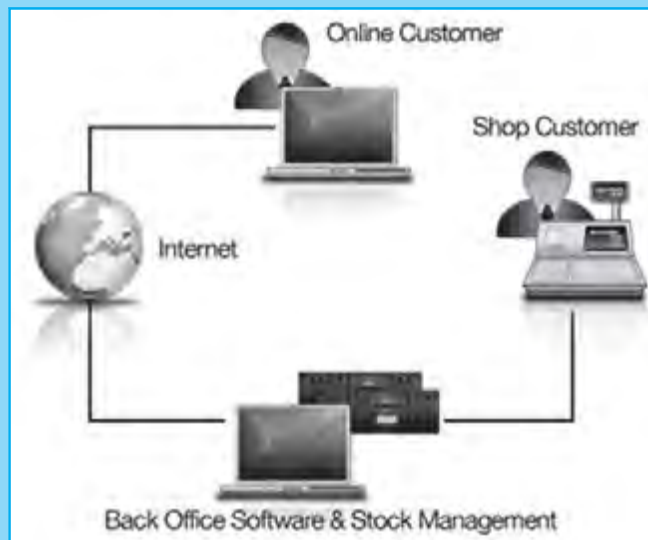 Online Customer
Shop Customer
Internet
Back Office Software & Stock Management